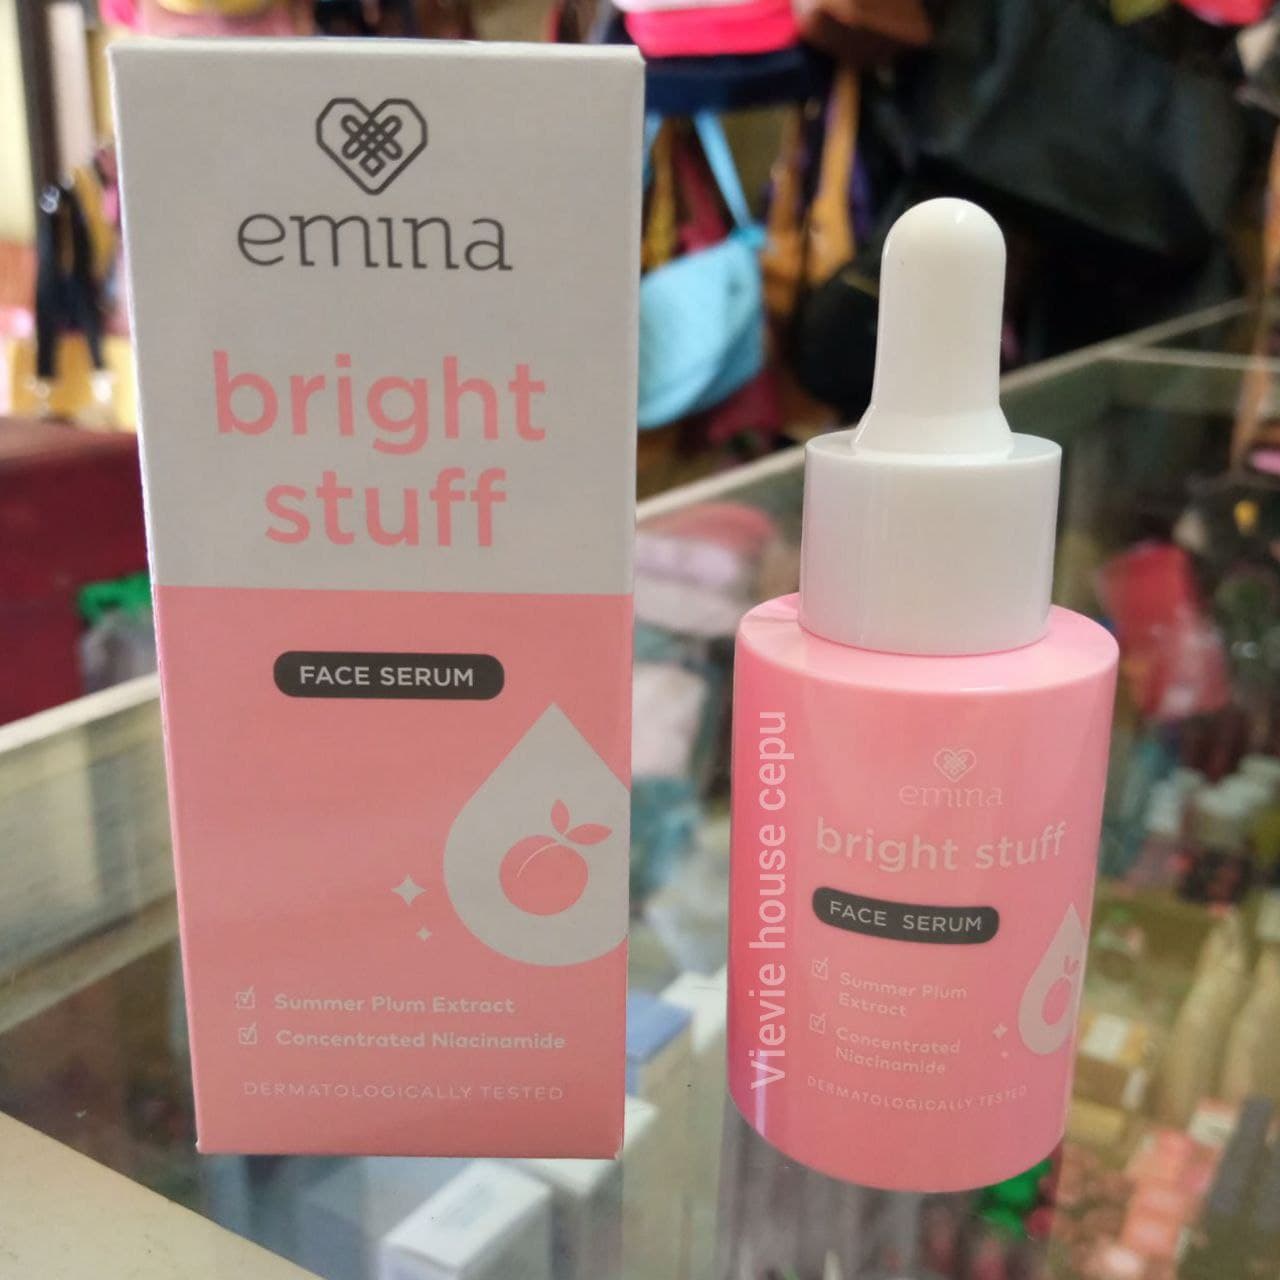 emina
bright
stuff
FACE SERUM
Summer Plum Extract
Concentrated Niacinamide
DERMATOLOGICALLY TESTED
emina
bright stuff
FACE SERUM
Summer Plum
Extract
Concentrated
Niacinamide
DERMATOLOGICALLY TESTED
Vievie house cepu